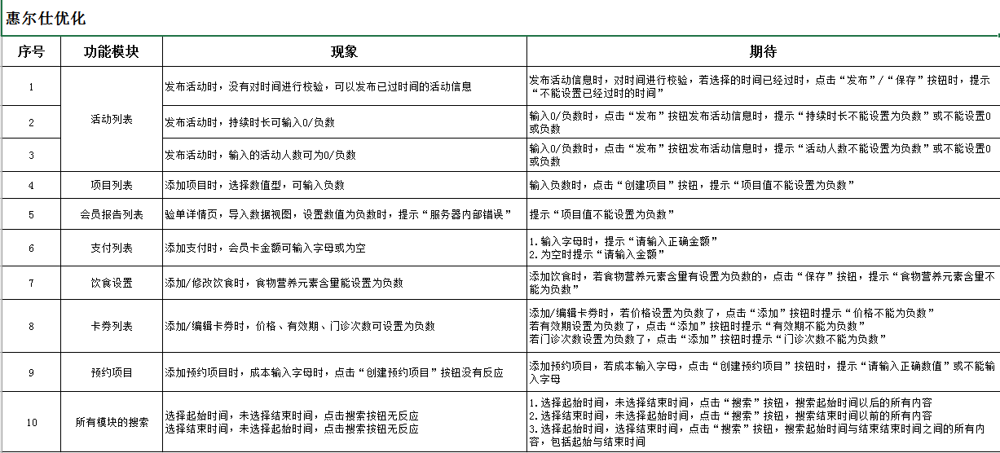 惠尔仕优化
序号 功能模块 现象 期待
1 活动列表 发布活动时，没有对时间进行校验，可以发布已过时间的活动信息 发布活动信息时，对时间进行校验，若选择的时间已经过时，点击“发布”/“保存”按钮时，提示
“不能设置已经过时的时间”
2 发布活动时，持续时长可输入0/负数 输入0/负数时，点击“发布”按钮发布活动信息时，提示“持续时长不能设置为负数”或不能设置0
或负数
3 发布活动时，输入的活动人数可为0/负数 输入0/负数时，点击“发布”按钮发布活动信息时，提示“活动人数不能设置为负数”或不能设置0
或负数
4 项目列表 添加项目时，选择数值型，可输入负数 输入负数时，点击“创建项目”按钮，提示“项目值不能设置为负数”
5 会员报告列表 验单详情页，导入数据视图，设置数值为负数时，提示“服务器内部错误” 提示“项目值不能设置为负数”
6 支付列表 添加支付时，会员卡金额可输入字母或为空 1.输入字母时，提示“请输入正确金额”
2.为空时提示“请输入金额”
7 饮食设置 添加/修改饮食时，食物营养元素含量能设置为负数 添加饮食时，若食物营养元素含量有设置为负数的，点击“保存”按钮，提示“食物营养元素含量不
能为负数”
8 卡券列表 添加/编辑卡券时，价格、有效期、门诊次数可设置为负数 添加/编辑卡券时，若价格设置为负数了，点击“添加”按钮时提示“价格不能为负数”
若有效期设置为负数了，点击“添加”按钮时提示“有效期不能为负数”
若门诊次数设置为负数了，点击“添加”按钮时提示“门诊次数不能为负数”
9 预约项目 添加预约项目时，成本输入字母时，点击“创建预约项目”按钮没有反应 添加预约项目，若成本输入字母，点击“创建预约项目”按钮时，提示“请输入正确数值”或不能输
入字母
10 所有模块的搜索 选择起始时间，未选择结束时间，点击搜索按钮无反应
选择结束时间，未选择起始时间，点击搜索按钮无反应
1.选择起始时间，未选择结束时间，点击“搜索”按钮，搜索起始时间以后的所有内容
2.选择结束时间，未选择起始时间，点击“搜索”按钮，搜索结束时间以前的所有内容
3.选择起始时间，选择结束时间，点击“搜索”按钮，搜索起始时间与结束结束时间之间的所有内
容，包括起始与结束时间